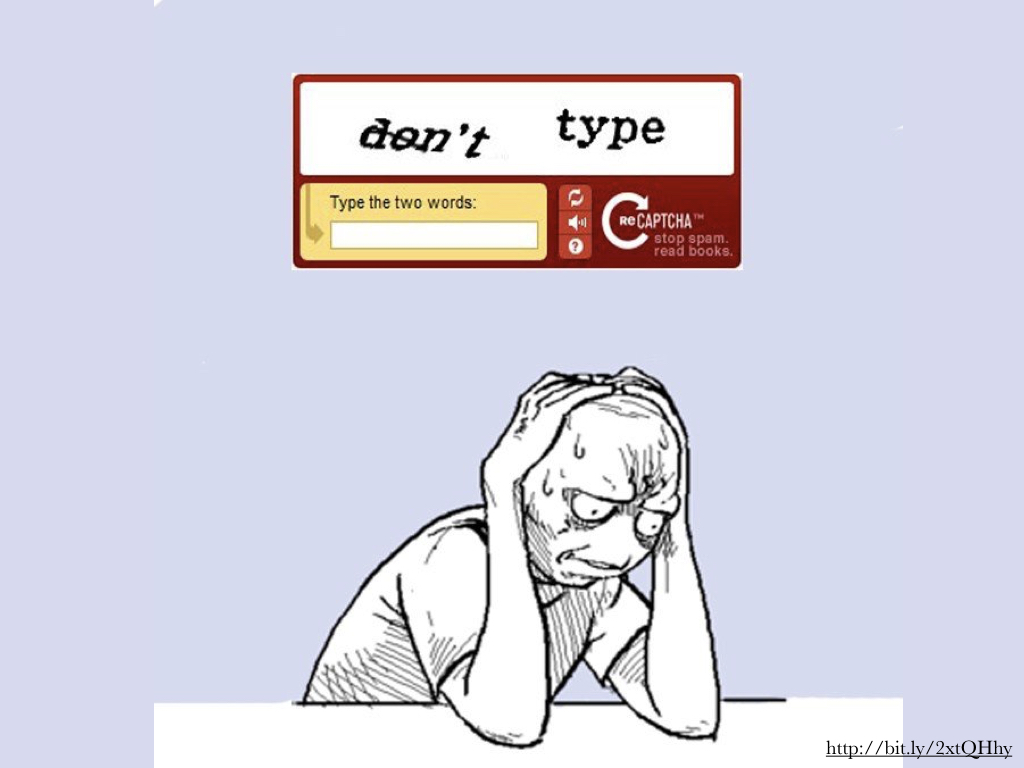 don't type
Type the two words:
ReCAPTCHA™
stop spam.
read books.
http://bit.ly/2xtQHhy